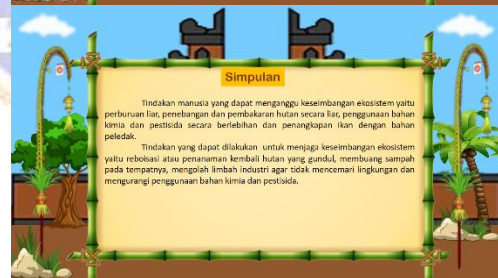 Simpulan
Tindakan manusia yang dapat menganggu keseimbangan ekosistem yaitu
perburuan liar, penebangan dan pembakaran hutan secara liar, penggunaan bahan
kimia dan pestisida secara berlebihan dan penangkapan ikan dengan bahan
peledak.
Tindakan yang dapat dilakukan untuk menjaga keseimbangan ekosistem
yaitu reboisasi atau penanaman kembali hutan yang gundul, membuang sampah
pada tempatnya, mengolah limbah industri agar tidak mencemari lingkungan dan
mengurangi penggunaan bahan kimia dan pestisida.